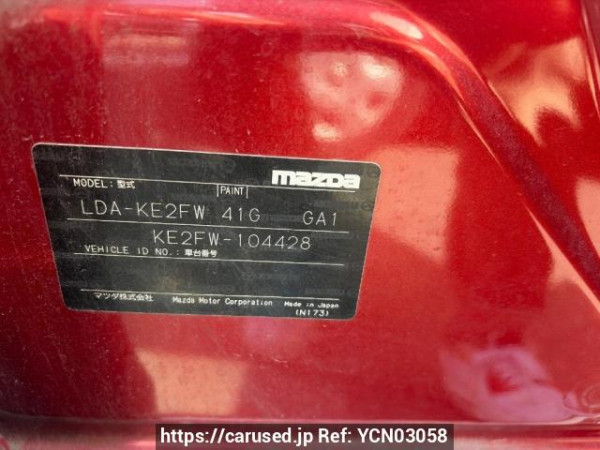 mazda
MODEL: 型式 PAINT
LDA-KE2FW 41G GA1
KE2FW-104428
VEHICLE ID NO.: 車台番号
マツダ株式会社 Mazda Motor Corporation Made in Japan
(N173)
https://carused.jp Ref: YCN03058